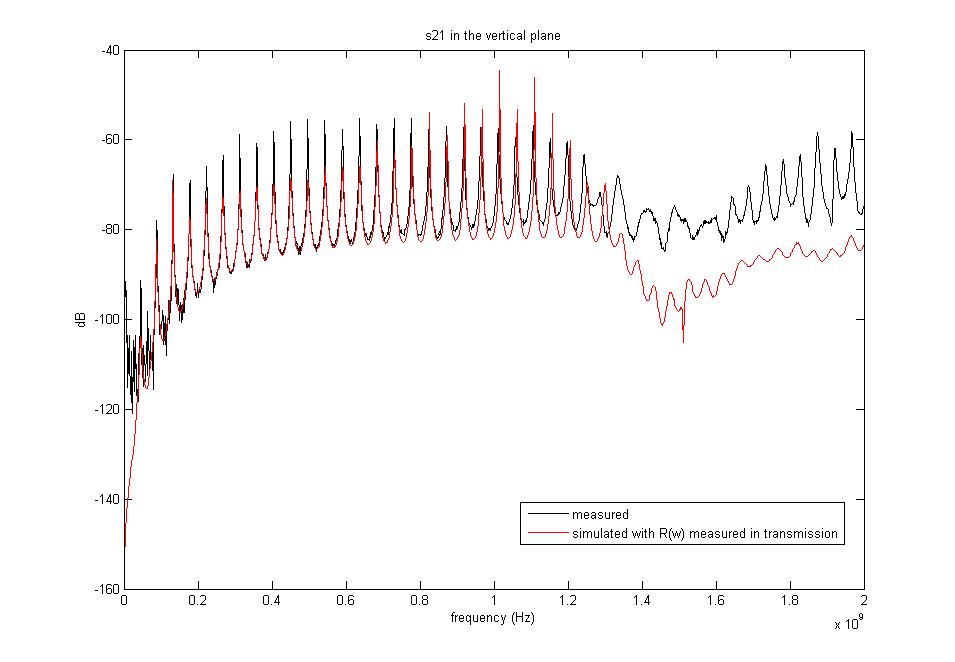 s21 in the vertical plane
-40
-60
-80
-100
-120
-140
-160
dB
measured
simulated with R(w) measured in transmission
0 0.2 0.4 0.6 0.8 1 1.2 1.4 1.6 1.8 2
frequency (Hz)
x 10^9